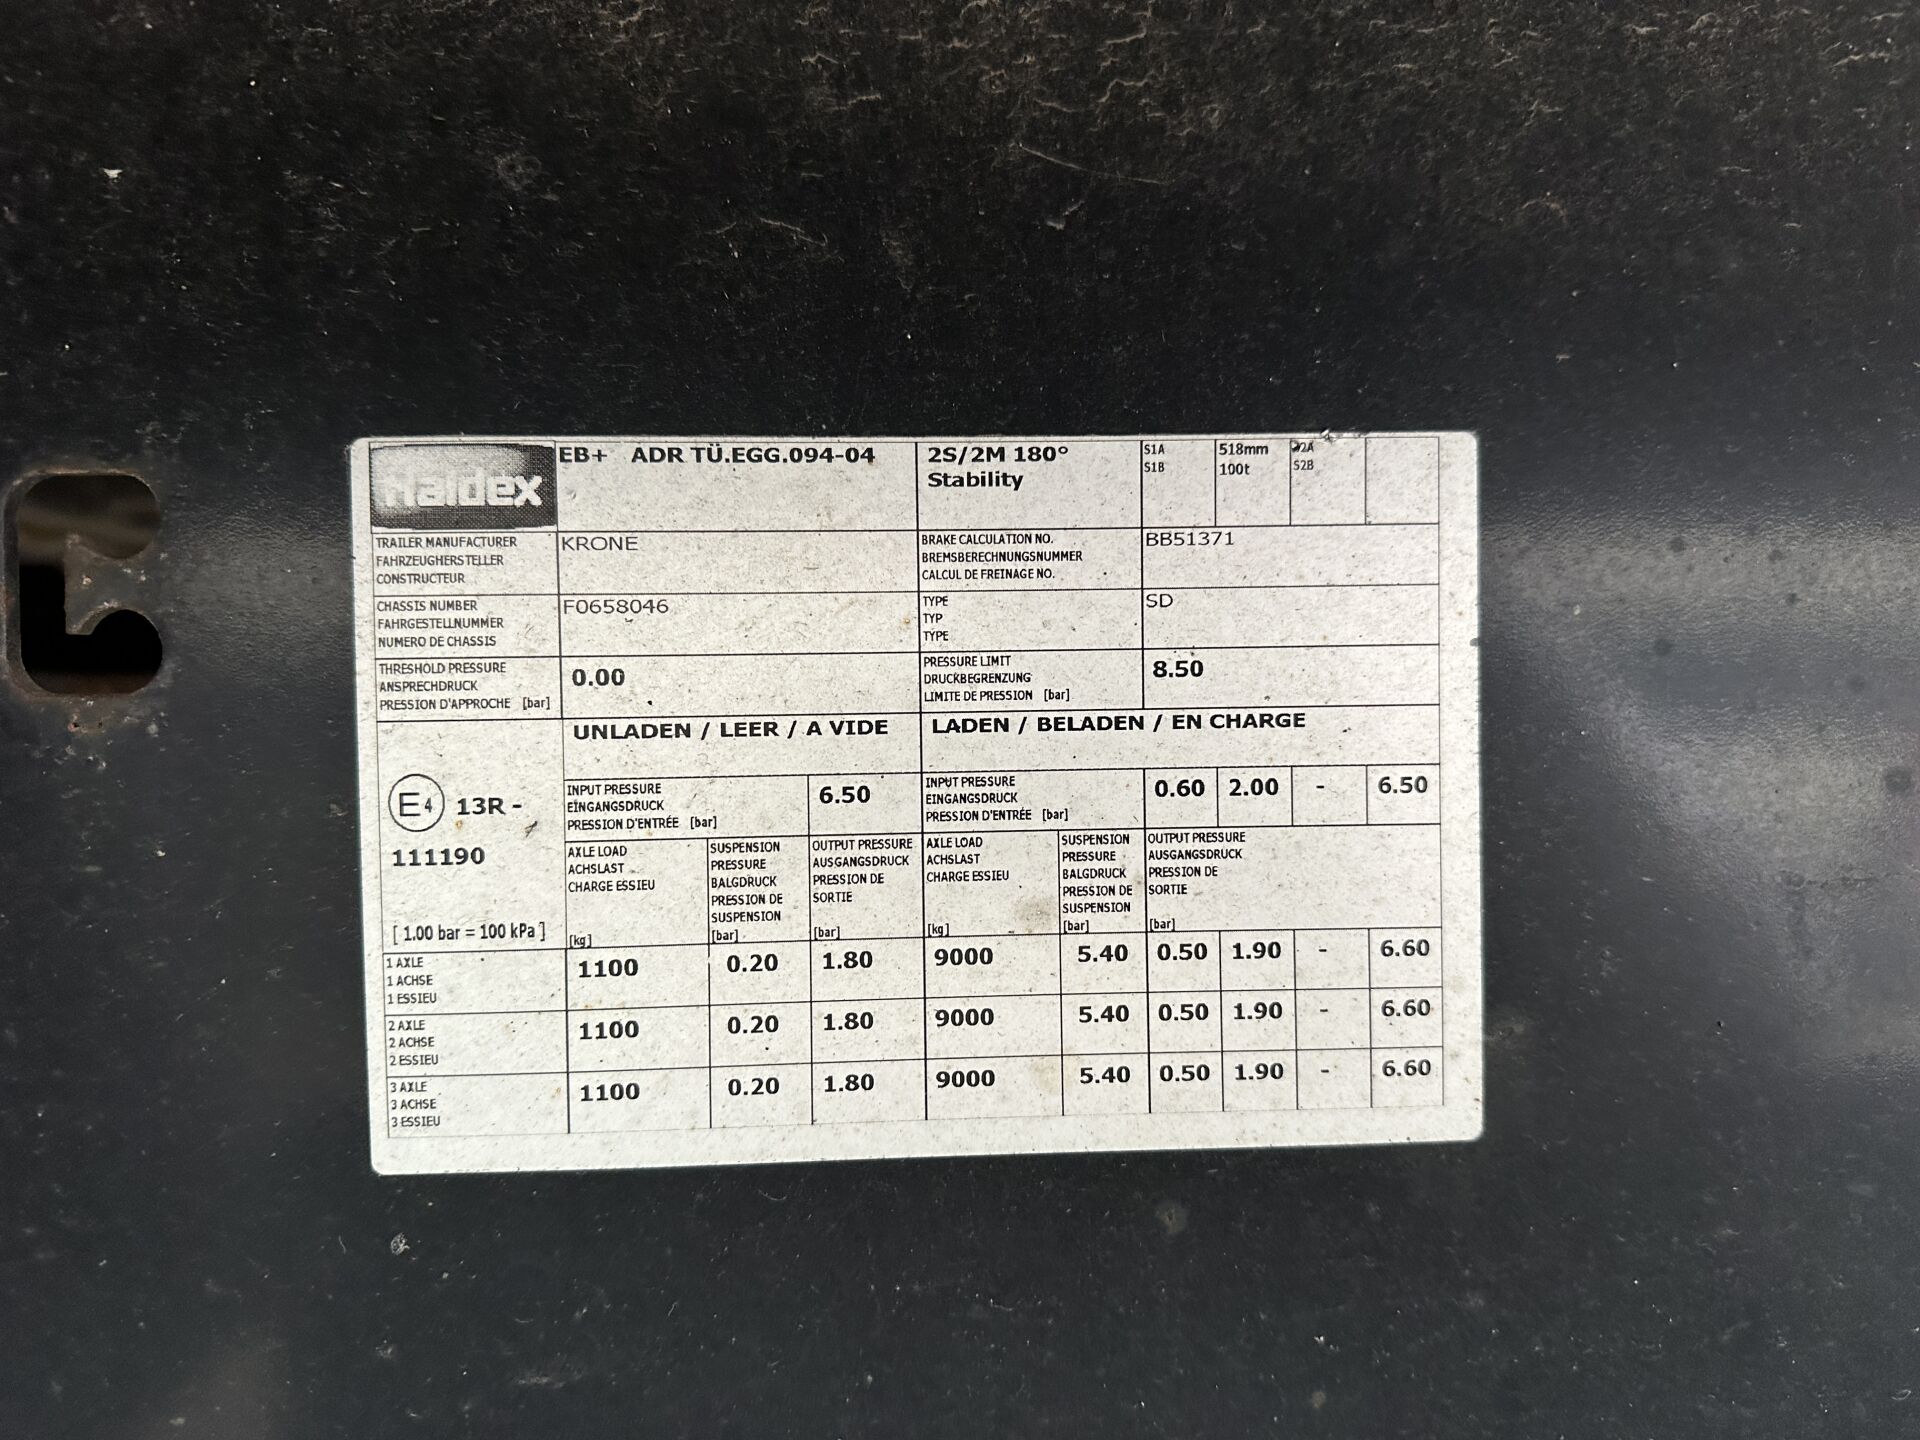 Haldex
EB+ ADR TÜ.EGG.094-04
2S/2M 180°
Stability
S1A
S1B
518mm
100t
S2A
S2B
TRAILER MANUFACTURER
FAHRZEUGHERSTELLER
CONSTRUCTEUR
KRONE
BRAKE CALCULATION NO.
BREMSBERECHNUNGSNUMMER
CALCUL DE FREINAGE NO.
BB51371
CHASSIS NUMBER
FAHRGESTELLNUMMER
NUMERO DE CHASSIS
F0658046
TYPE
TYP
TYPE
SD
THRESHOLD PRESSURE
ANSPRECHDRUCK
PRESSION D'APPROCHE [bar]
0.00
PRESSURE LIMIT
DRUCKBEGRENZUNG
LIMITE DE PRESSION [bar]
8.50
UNLADEN / LEER / A VIDE
LADEN / BELADEN / EN CHARGE
E4 13R -
111190
[ 1.00 bar = 100 kPa ]
INPUT PRESSURE
EINGANGSDRUCK
PRESSION D'ENTRÉE [bar]
6.50
INPUT PRESSURE
EINGANGSDRUCK
PRESSION D'ENTRÉE [bar]
0.60 2.00 - 6.50
AXLE LOAD
ACHSLAST
CHARGE ESSIEU
[kg]
SUSPENSION
PRESSURE
BALGDRUCK
PRESSION DE
SUSPENSION
[bar]
OUTPUT PRESSURE
AUSGANGSDRUCK
PRESSION DE
SORTIE
[bar]
AXLE LOAD
ACHSLAST
CHARGE ESSIEU
[kg]
SUSPENSION
PRESSURE
BALGDRUCK
PRESSION DE
SUSPENSION
[bar]
OUTPUT PRESSURE
AUSGANGSDRUCK
PRESSION DE
SORTIE
[bar]
1 AXLE
1 ACHSE
1 ESSIEU
1100 0.20 1.80 9000 5.40 0.50 1.90 - 6.60
2 AXLE
2 ACHSE
2 ESSIEU
1100 0.20 1.80 9000 5.40 0.50 1.90 - 6.60
3 AXLE
3 ACHSE
3 ESSIEU
1100 0.20 1.80 9000 5.40 0.50 1.90 - 6.60